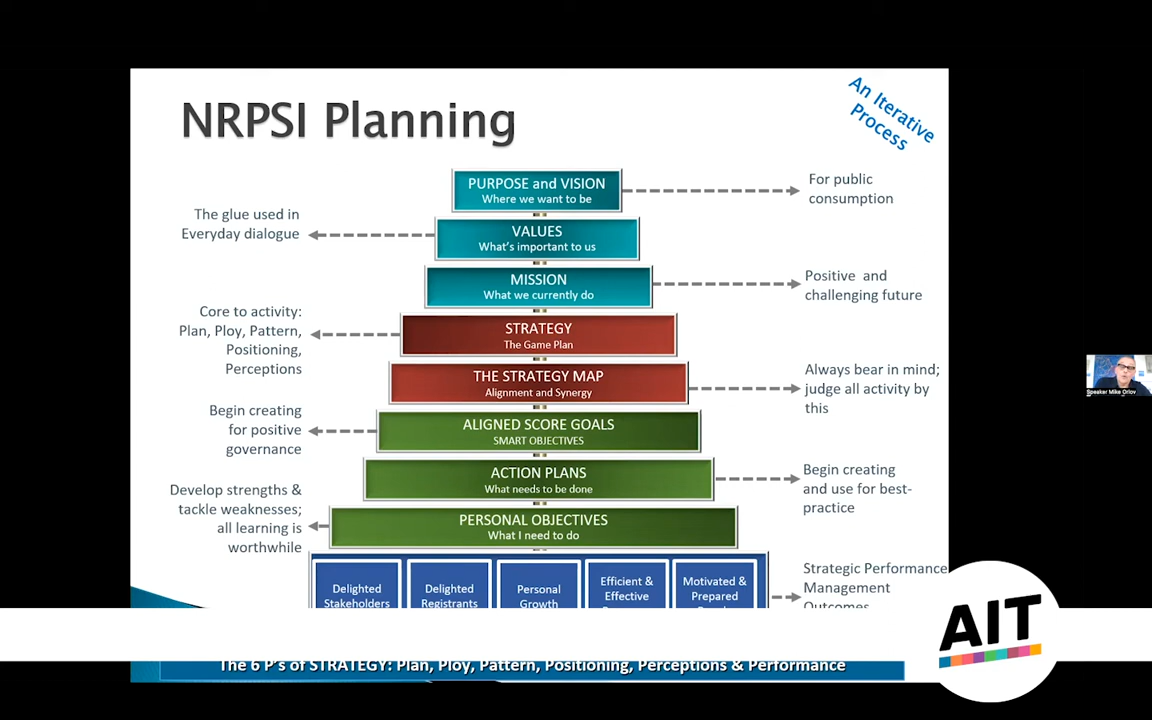 NRPSI Planning
An Iterative
Process
PURPOSE and VISION
Where we want to be
For public
consumption
The glue used in
Everyday dialogue
VALUES
What's important to us
MISSION
What we currently do
Positive and
challenging future
Core to activity:
Plan, Ploy, Pattern,
Positioning,
Perceptions
STRATEGY
The Game Plan
THE STRATEGY MAP
Alignment and Synergy
Always bear in mind;
judge all activity by
this
Begin creating
for positive
governance
ALIGNED SCORE GOALS
SMART OBJECTIVES
ACTION PLANS
What needs to be done
Begin creating
and use for best-
practice
Develop strengths &
tackle weaknesses;
all learning is
worthwhile
PERSONAL OBJECTIVES
What I need to do
Delighted
Stakeholders
Delighted
Registrants
Personal
Growth
Efficient &
Effective
Motivated &
Prepared
Strategic Performance
Management
Outcomes
The 6 P's of STRATEGY: Plan, Ploy, Pattern, Positioning, Perceptions & Performance
AIT
Speaker Mike Orlov